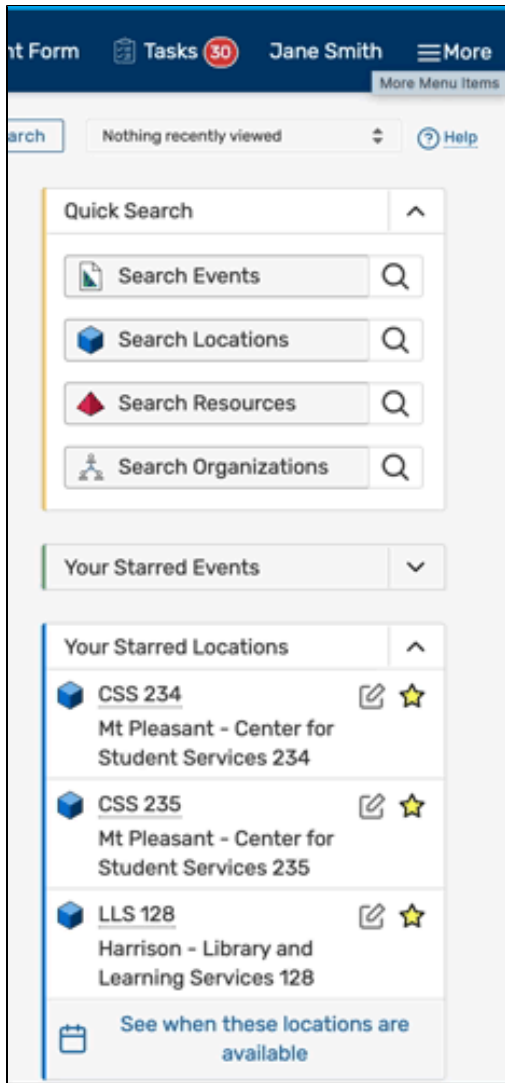 nt Form Tasks 30 Jane Smith More
More Menu Items
arch Nothing recently viewed Help
Quick Search
Search Events
Search Locations
Search Resources
Search Organizations
Your Starred Events
Your Starred Locations
CSS 234
Mt Pleasant - Center for
Student Services 234
CSS 235
Mt Pleasant - Center for
Student Services 235
LLS 128
Harrison - Library and
Learning Services 128
See when these locations are
available